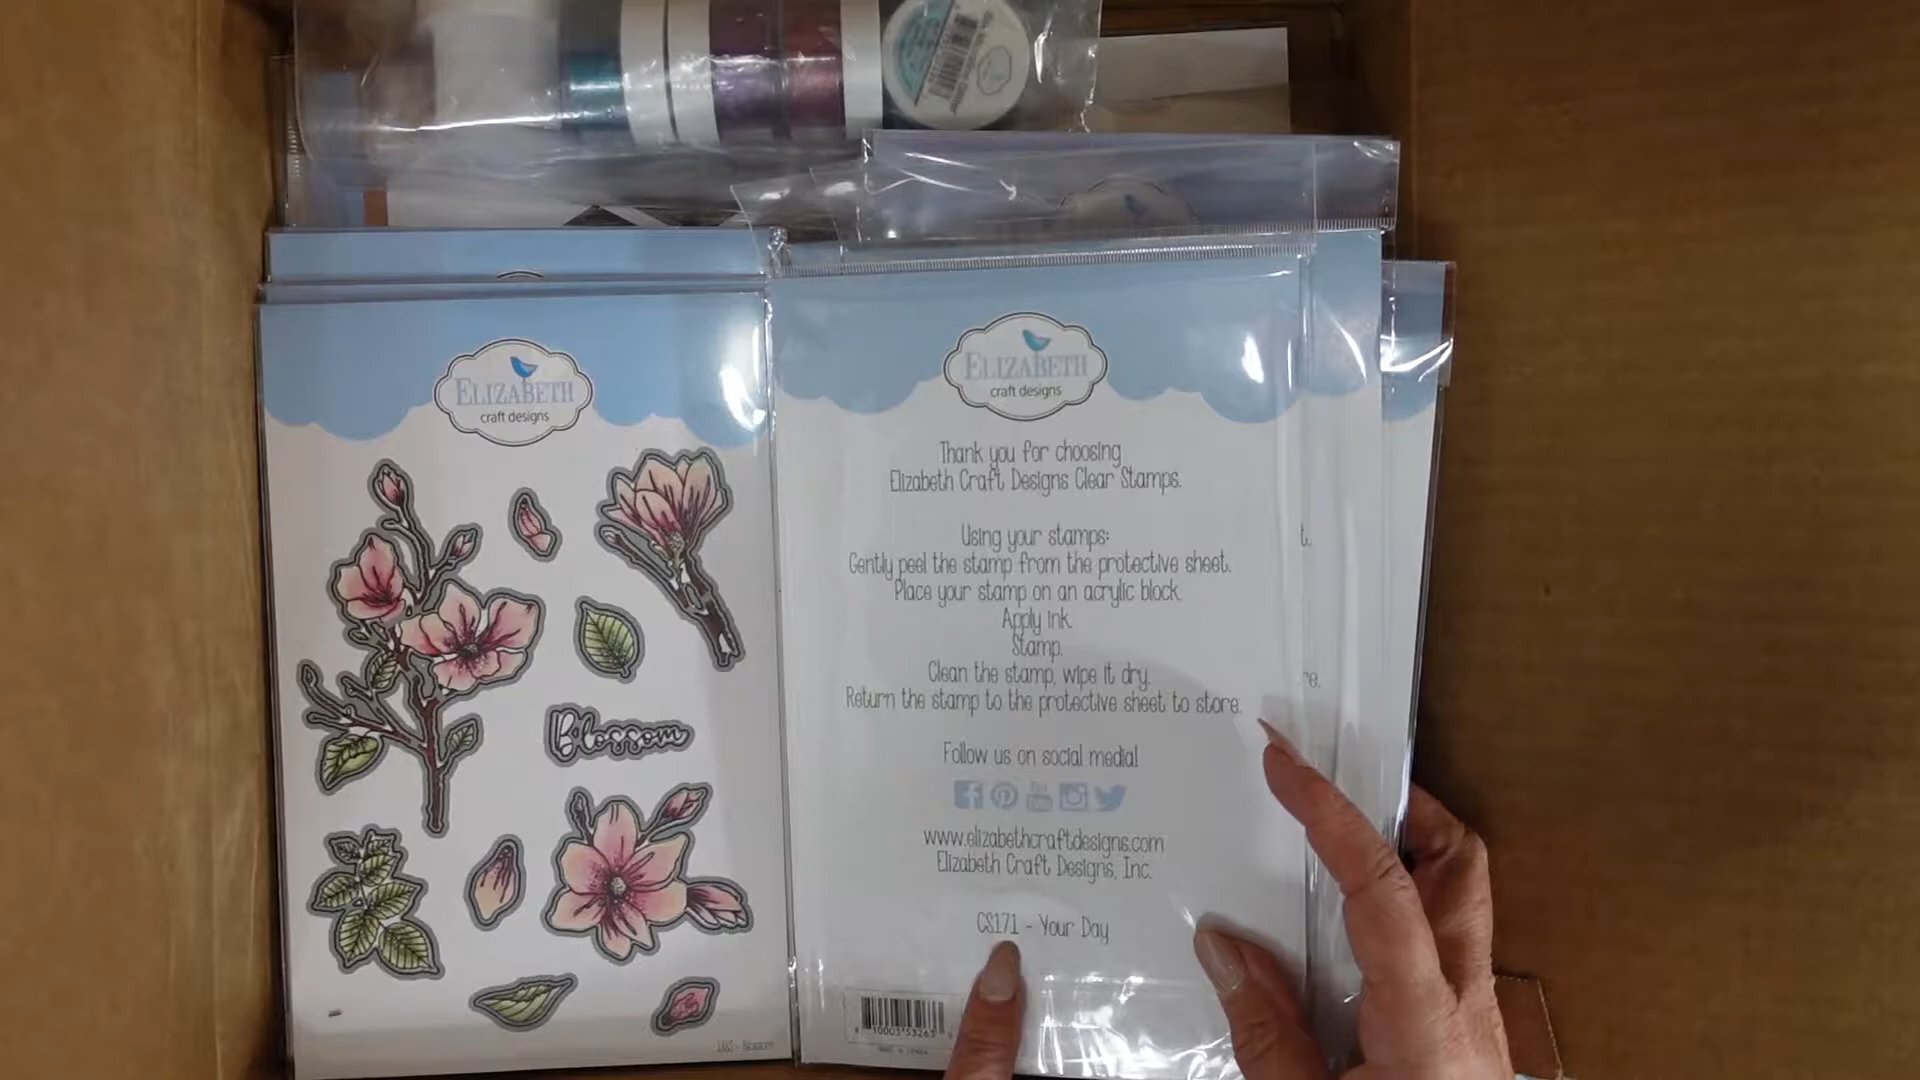 ELIZABETH
craft designs
Blossom
ELIZABETH
craft designs
Thank you for choosing
Elizabeth Craft Designs Clear Stamps.
Using your stamps:
Gently peel the stamp from the protective sheet.
Place your stamp on an acrylic block.
Apply ink.
Stamp.
Clean the stamp, wipe it dry.
Return the stamp to the protective sheet to store.
Follow us on social media!
www.elizabethcraftdesigns.com
Elizabeth Craft Designs, Inc.
CS171 - Your Day